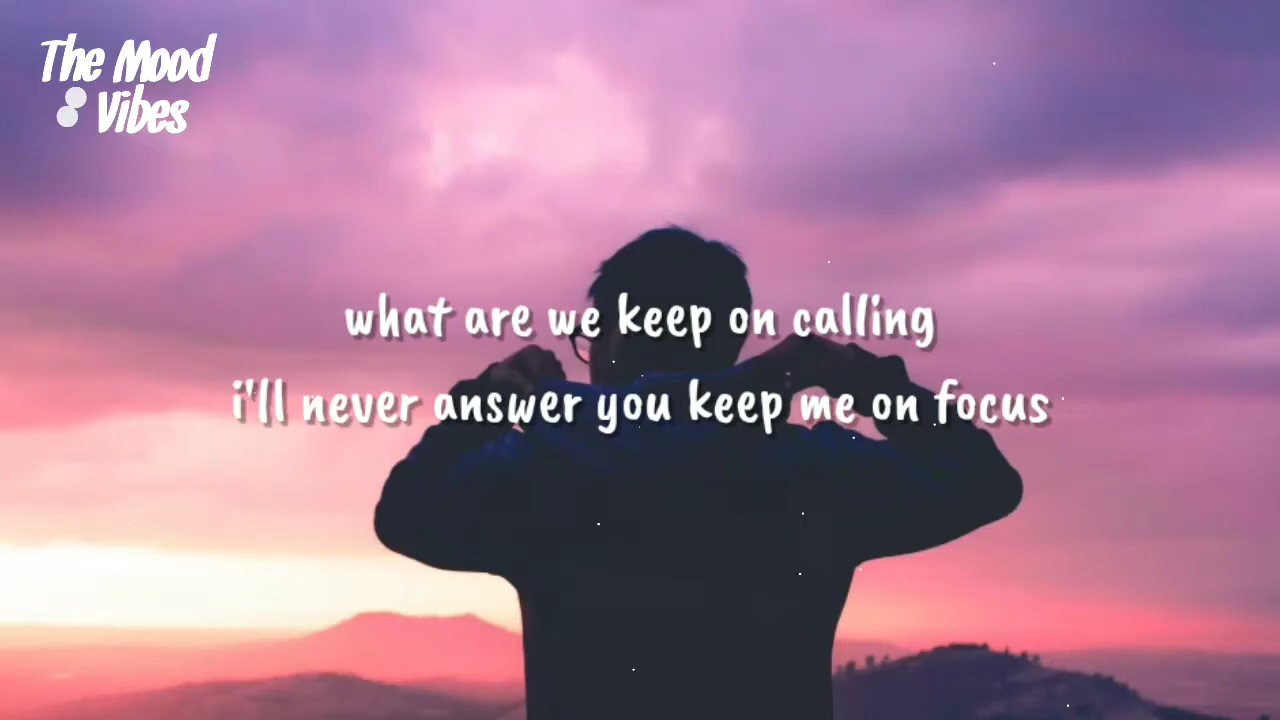 The Mood
Vibes
what are we keep on calling
i'll never answer you keep me on focus